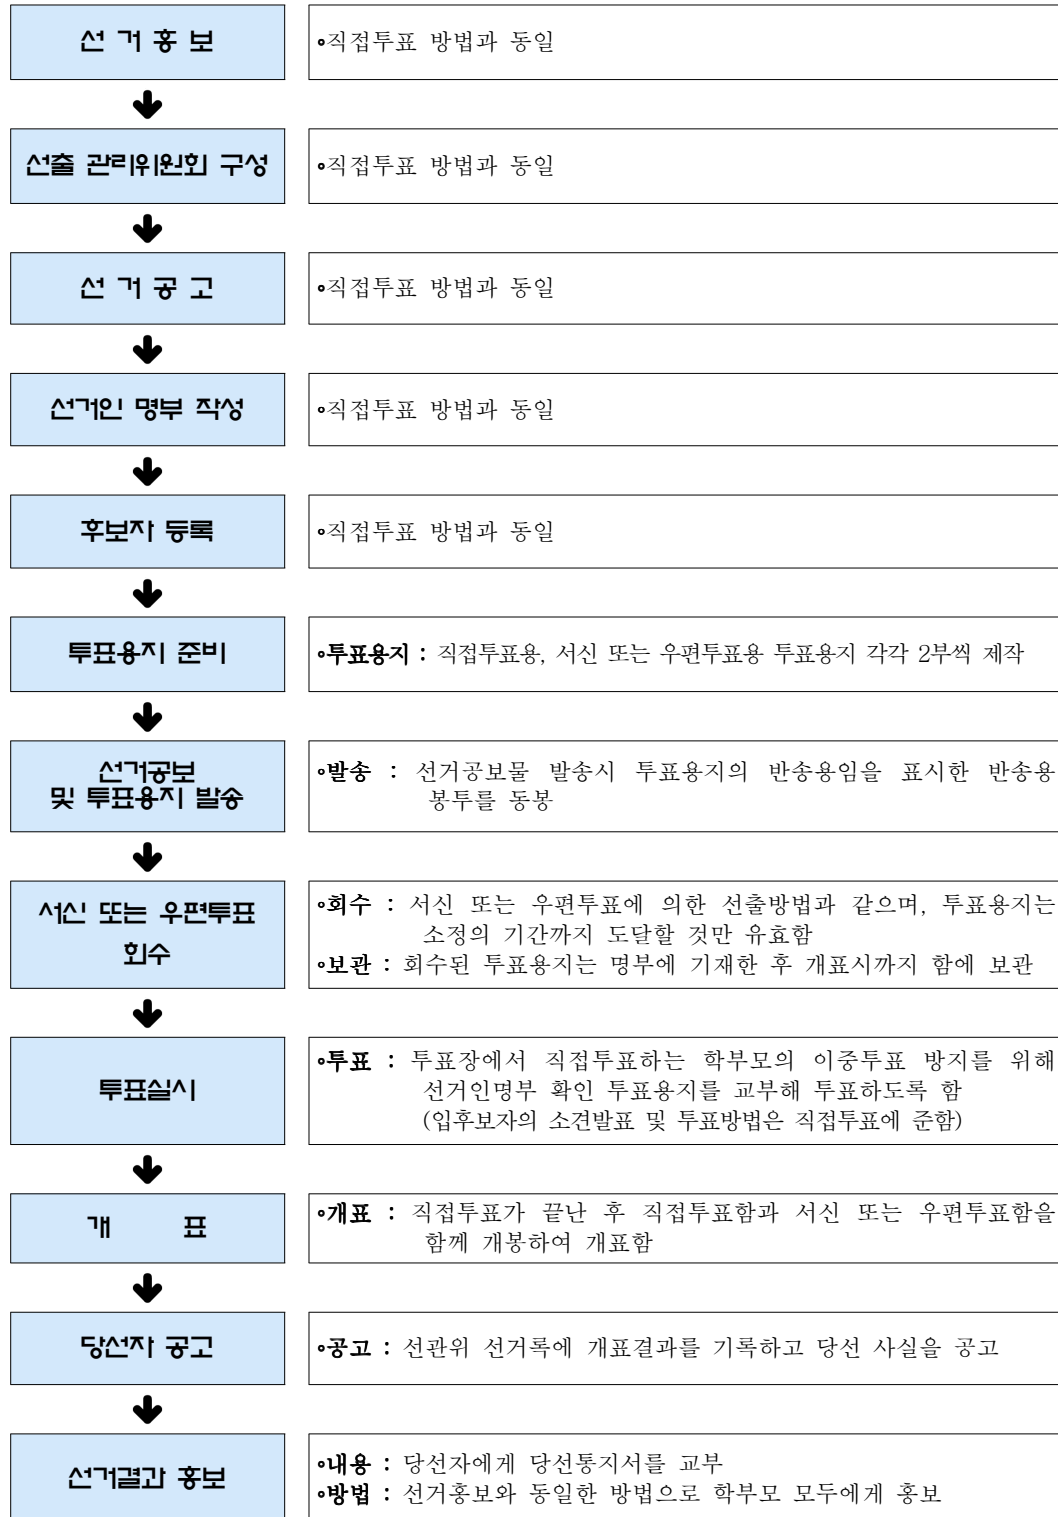 선 거 홍 보
∘직접투표 방법과 동일
선출 관리위원회 구성
∘직접투표 방법과 동일
선 거 공 고
∘직접투표 방법과 동일
선거인 명부 작성
∘직접투표 방법과 동일
후보자 등록
∘직접투표 방법과 동일
투표용지 준비
∘투표용지 : 직접투표용, 서신 또는 우편투표용 투표용지 각각 2부씩 제작
선거공보
및 투표용지 발송
∘발송 : 선거공보물 발송시 투표용지의 반송용임을 표시한 반송용
봉투를 동봉
서신 또는 우편투표
회수
∘회수 : 서신 또는 우편투표에 의한 선출방법과 같으며, 투표용지는
소정의 기간까지 도달할 것만 유효함
∘보관 : 회수된 투표용지는 명부에 기재한 후 개표시까지 함에 보관
투표실시
∘투표 : 투표장에서 직접투표하는 학부모의 이중투표 방지를 위해
선거인명부 확인 투표용지를 교부해 투표하도록 함
(입후보자의 소견발표 및 투표방법은 직접투표에 준함)
개 표
∘개표 : 직접투표가 끝난 후 직접투표함과 서신 또는 우편투표함을
함께 개봉하여 개표함
당선자 공고
∘공고 : 선관위 선거록에 개표결과를 기록하고 당선 사실을 공고
선거결과 홍보
∘내용 : 당선자에게 당선통지서를 교부
∘방법 : 선거홍보와 동일한 방법으로 학부모 모두에게 홍보